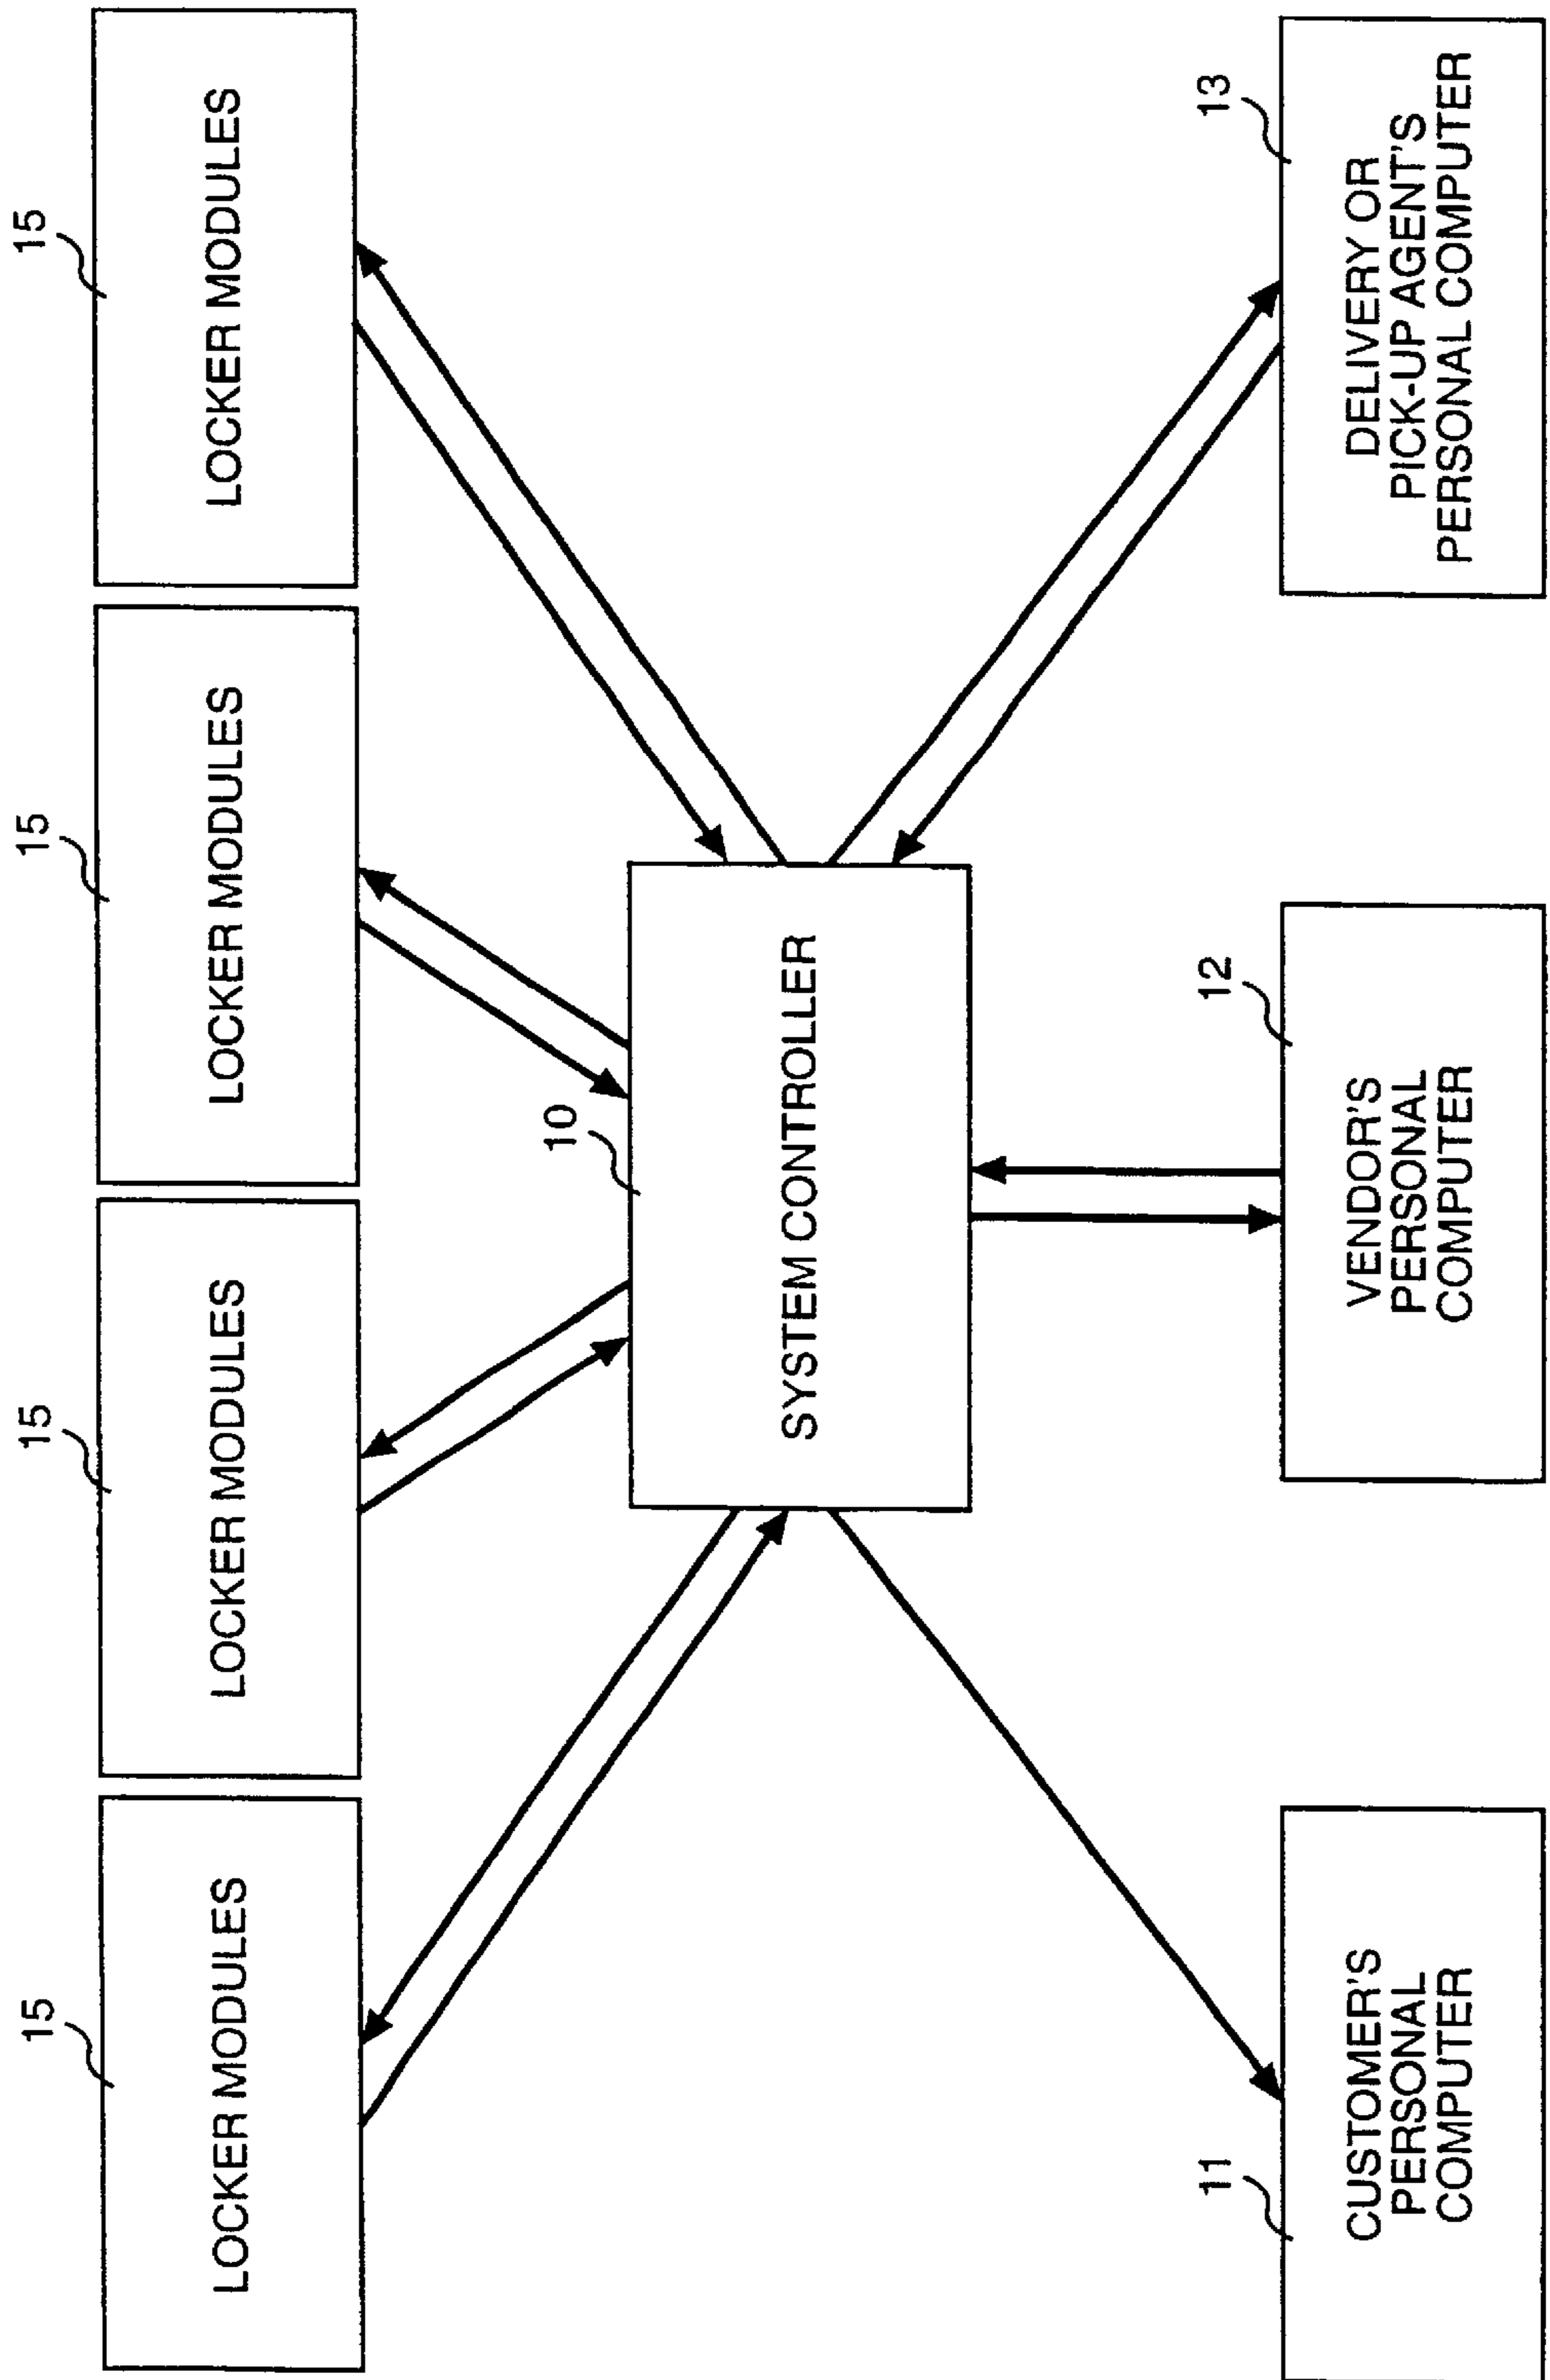 15
LOCKER MODULES
15
LOCKER MODULES
15
LOCKER MODULES
15
LOCKER MODULES
10
SYSTEM CONTROLLER
11
CUSTOMER'S
PERSONAL
COMPUTER
12
VENDOR'S
PERSONAL
COMPUTER
13
DELIVERY OR
PICK-UP AGENT'S
PERSONAL COMPUTER